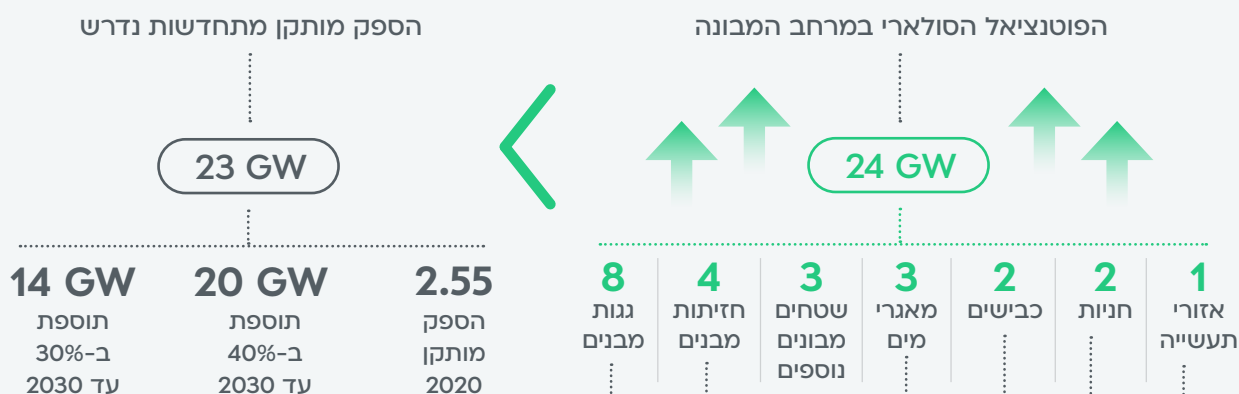 הפוטנציאל הסולארי במרחב המבונה
24 GW
1
אזורי
תעשייה
2
חניות
2
כבישים
3
מאגרי
מים
3
שטחים
מבונים
נוספים
4
חזיתות
מבנים
8
גגות
מבנים
הספק מותקן מתחדשות נדרש
23 GW
2.55
הספק
מותקן
2020
20 GW
תוספת
ב-40%
עד 2030
14 GW
תוספת
ב-30%
עד 2030